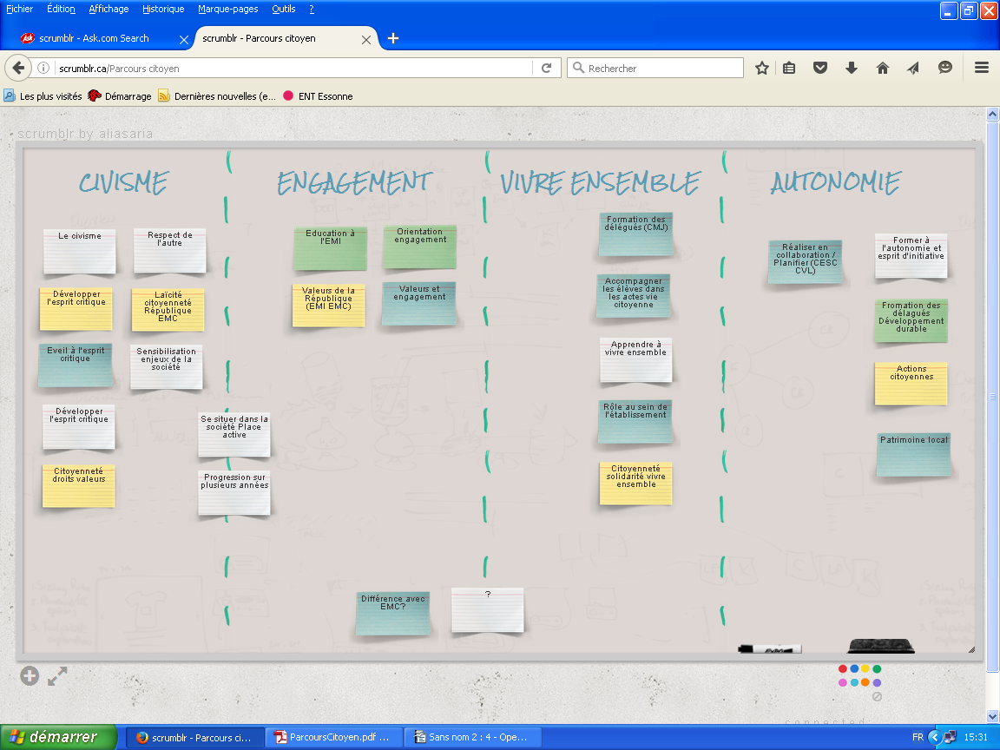 Fichier Édition Affichage Historique Marque-pages Outils ?
Ask scrumblr - Ask.com Search
scrumblr - Parcours citoyen
scrumblr.ca/Parcours citoyen
Rechercher
Les plus visités Démarrage Dernières nouvelles (e... ENT Essonne
scrumblr by aliasaria
CIVISME
ENGAGEMENT
VIVRE ENSEMBLE
AUTONOMIE
Le civisme
Respect de
l'autre
Développer
l'esprit critique
Laïcité
citoyenneté
République
EMC
Eveil à l'esprit
critique
Sensibilisation
enjeux de la
société
Développer
l'esprit critique
Se situer dans la
société Place
active
Citoyenneté
droits valeurs
Progression sur
plusieurs années
Education à
l'EMI
Orientation
engagement
Valeurs de la
République
(EMI EMC)
Valeurs et
engagement
Différence avec
EMC?
?
Formation des
délégués (CMJ)
Accompagner
les élèves dans
les actes vie
citoyenne
Apprendre à
vivre ensemble
Rôle au sein de
l'établissement
Citoyenneté
solidarité vivre
ensemble
Réaliser en
collaboration /
Planifier (CESC
CVL)
Former à
l'autonomie et
esprit d'initiative
Fromation des
délagués
Développement
durable
Actions
citoyennes
Patrimoine local
connected:
démarrer
scrumblr - Parcours ci...
ParcoursCitoyen.pdf ...
Sans nom 2 : 4 - Ope...
FR
15:31